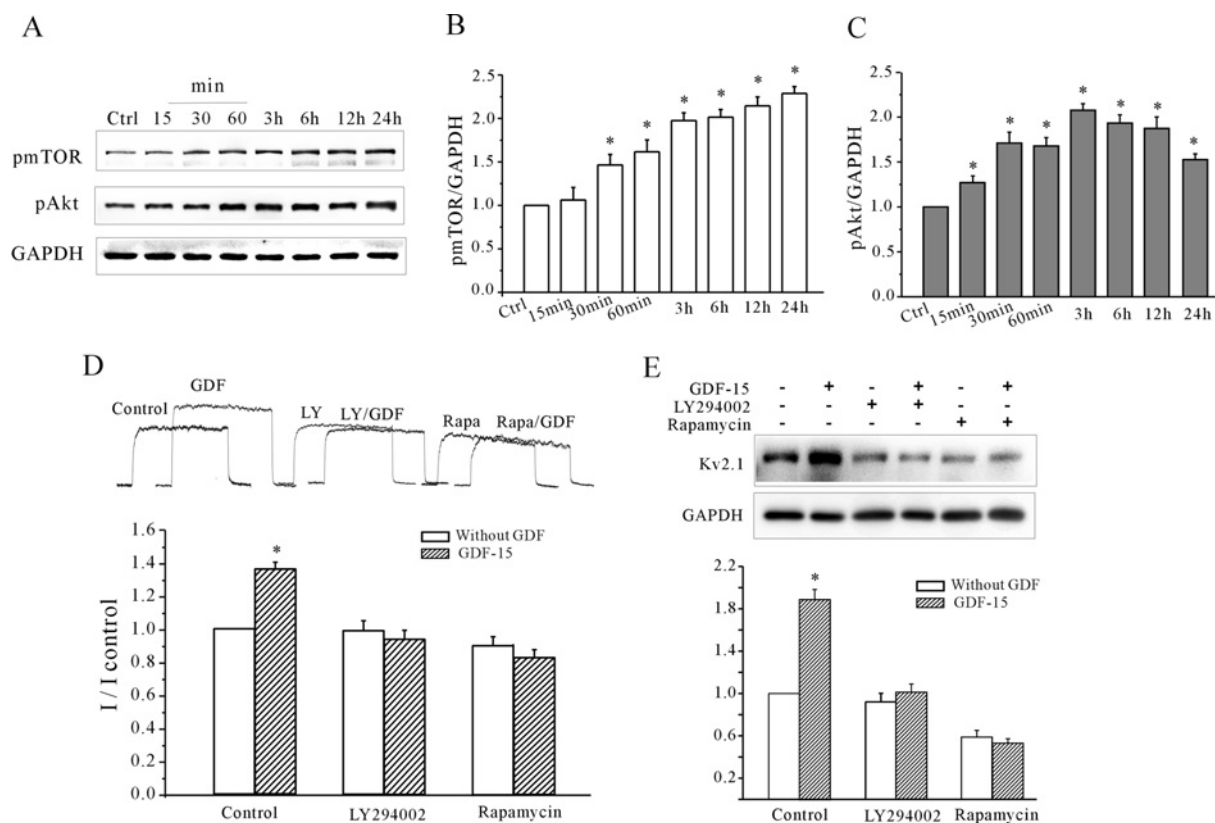 A
min
Ctrl 15 30 60 3h 6h 12h 24h
pmTOR
pAkt
GAPDH
B
pmTOR/GAPDH
2.5
2.0
1.5
1.0
0.5
0.0
* * * * * *
Ctrl 15min 30min 60min 3h 6h 12h 24h
C
pAkt/GAPDH
2.5
2.0
1.5
1.0
0.5
0.0
* * * * * * *
Ctrl 15min 30min 60min 3h 6h 12h 24h
D
Control GDF LY LY/GDF Rapa Rapa/GDF
Without GDF
GDF-15
I / I control
1.6
1.4
1.2
1.0
0.8
0.6
0.4
0.2
0.0
*
Control LY294002 Rapamycin
E
GDF-15 - + - + - +
LY294002 - - + + - -
Rapamycin - - - - + +
Kv2.1
GAPDH
Without GDF
GDF-15
2.2
1.8
1.4
1.0
0.6
0.2
*
Control LY294002 Rapamycin